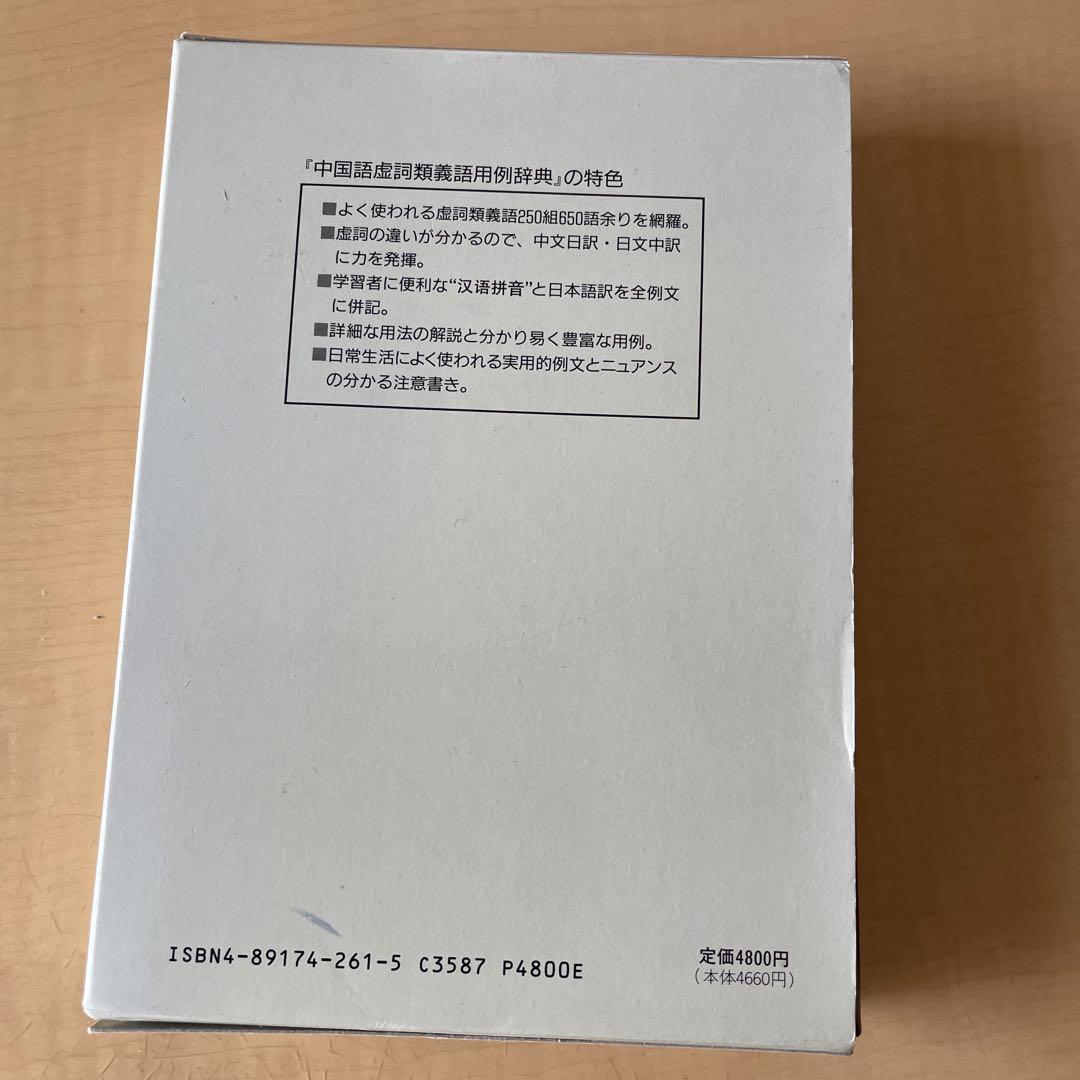 『中国語虚詞類義語用例辞典』の特色
■よく使われる虚詞類義語250組650語余りを網羅。
■虚詞の違いが分かるので、中文日訳・日文中訳
に力を発揮。
■学習者に便利な“汉语拼音”と日本語訳を全例文
に併記。
■詳細な用法の解説と分かり易く豊富な用例。
■日常生活によく使われる実用的例文とニュアンス
の分かる注意書き。
ISBN4-89174-261-5 C3587 P4800E
定価4800円
（本体4660円）